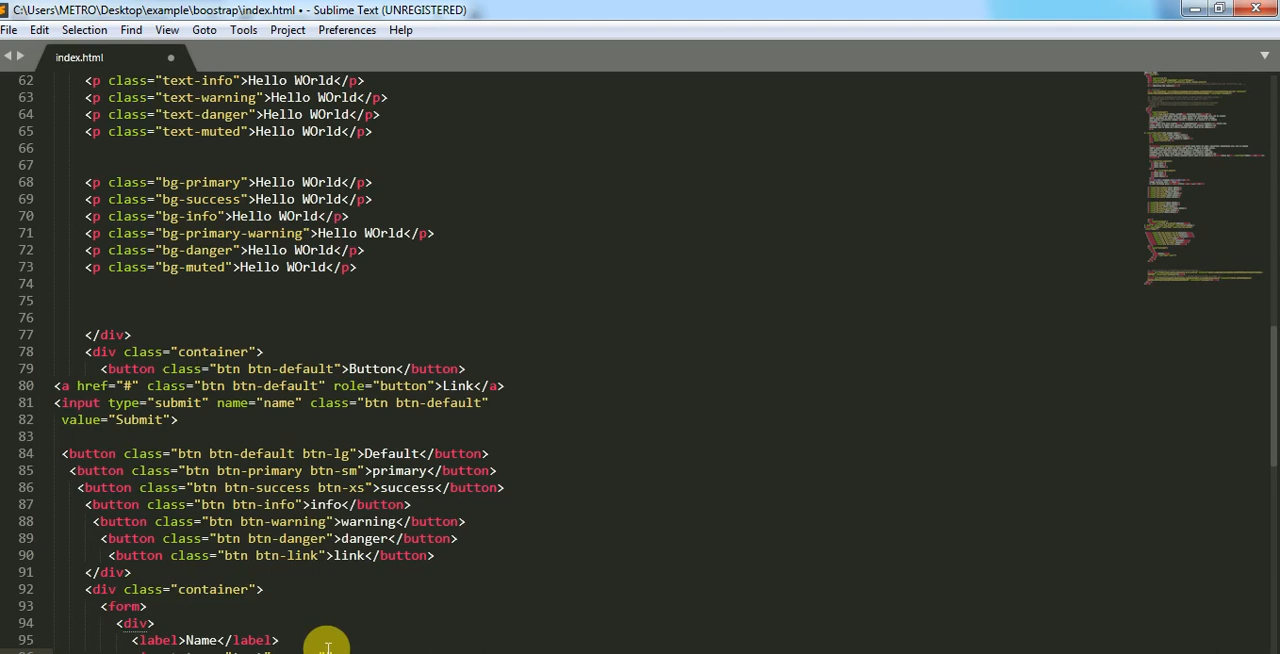 C:\Users\METRO\Desktop\example\boostrap\index.html • - Sublime Text (UNREGISTERED)
File Edit Selection Find View Goto Tools Project Preferences Help
index.html
62 <p class="text-info">Hello WOrld</p>
63 <p class="text-warning">Hello WOrld</p>
64 <p class="text-danger">Hello WOrld</p>
65 <p class="text-muted">Hello WOrld</p>
66
67
68 <p class="bg-primary">Hello WOrld</p>
69 <p class="bg-success">Hello WOrld</p>
70 <p class="bg-info">Hello WOrld</p>
71 <p class="bg-primary-warning">Hello WOrld</p>
72 <p class="bg-danger">Hello WOrld</p>
73 <p class="bg-muted">Hello WOrld</p>
74
75
76
77 </div>
78 <div class="container">
79 <button class="btn btn-default">Button</button>
80 <a href="#" class="btn btn-default" role="button">Link</a>
81 <input type="submit" name="name" class="btn btn-default"
82 value="Submit">
83
84 <button class="btn btn-default btn-lg">Default</button>
85 <button class="btn btn-primary btn-sm">primary</button>
86 <button class="btn btn-success btn-xs">success</button>
87 <button class="btn btn-info">info</button>
88 <button class="btn btn-warning">warning</button>
89 <button class="btn btn-danger">danger</button>
90 <button class="btn btn-link">link</button>
91 </div>
92 <div class="container">
93 <form>
94 <div>
95 <label>Name</label>